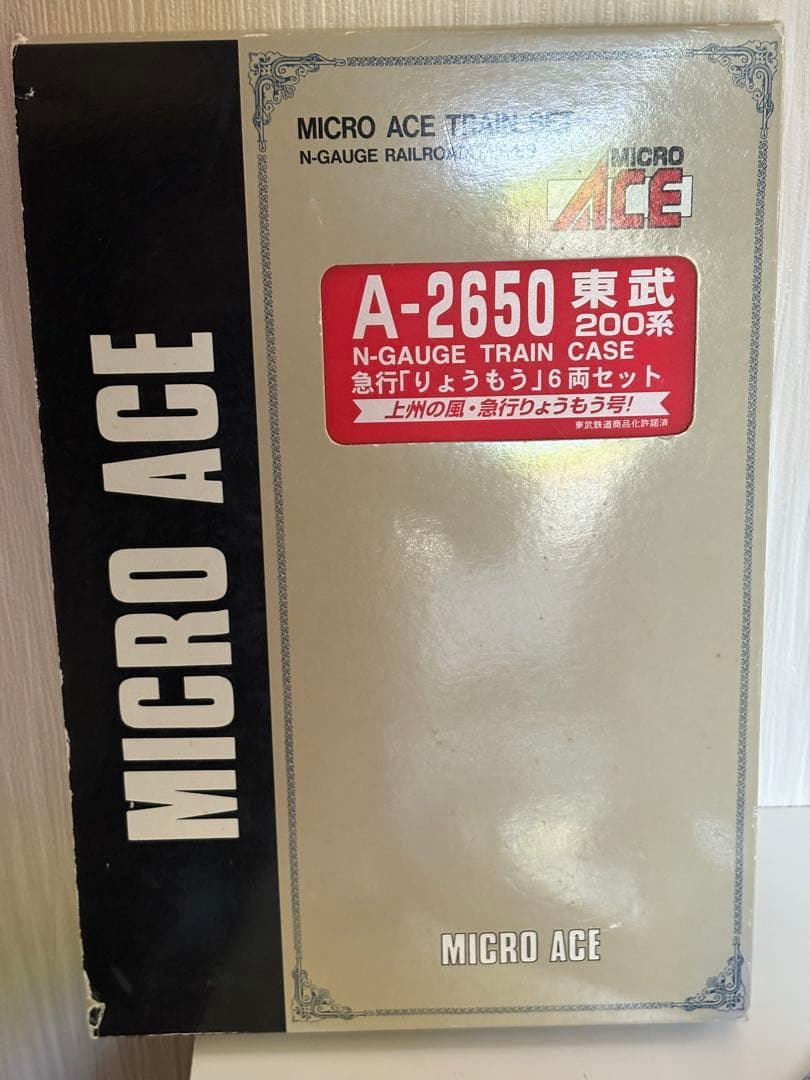 MICRO ACE
MICRO ACE TRAIN SET
N-GAUGE RAILROAD
MICRO
ACE
A-2650 東武
200系
N-GAUGE TRAIN CASE
急行「りょうもう」6両セット
上州の風・急行りょうもう号!
東武鉄道商品化許諾済
MICRO ACE